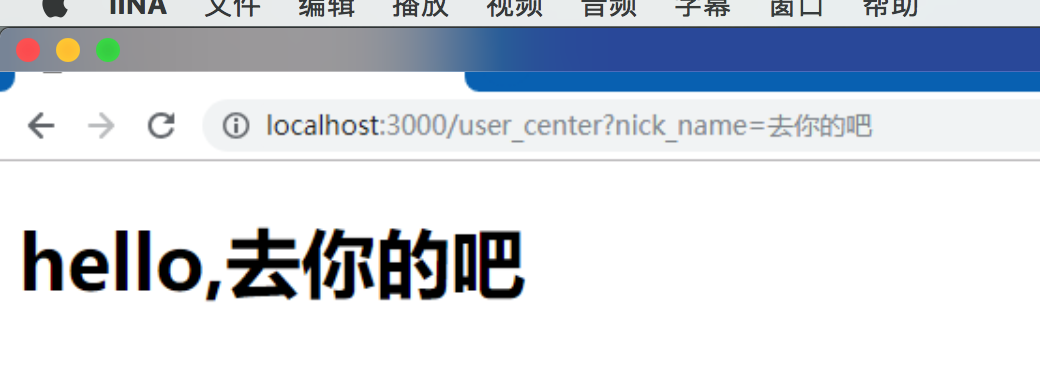 IINA 文件 编辑 播放 视频 音频 字幕 窗口 帮助
localhost:3000/user_center?nick_name=去你的吧
hello,去你的吧